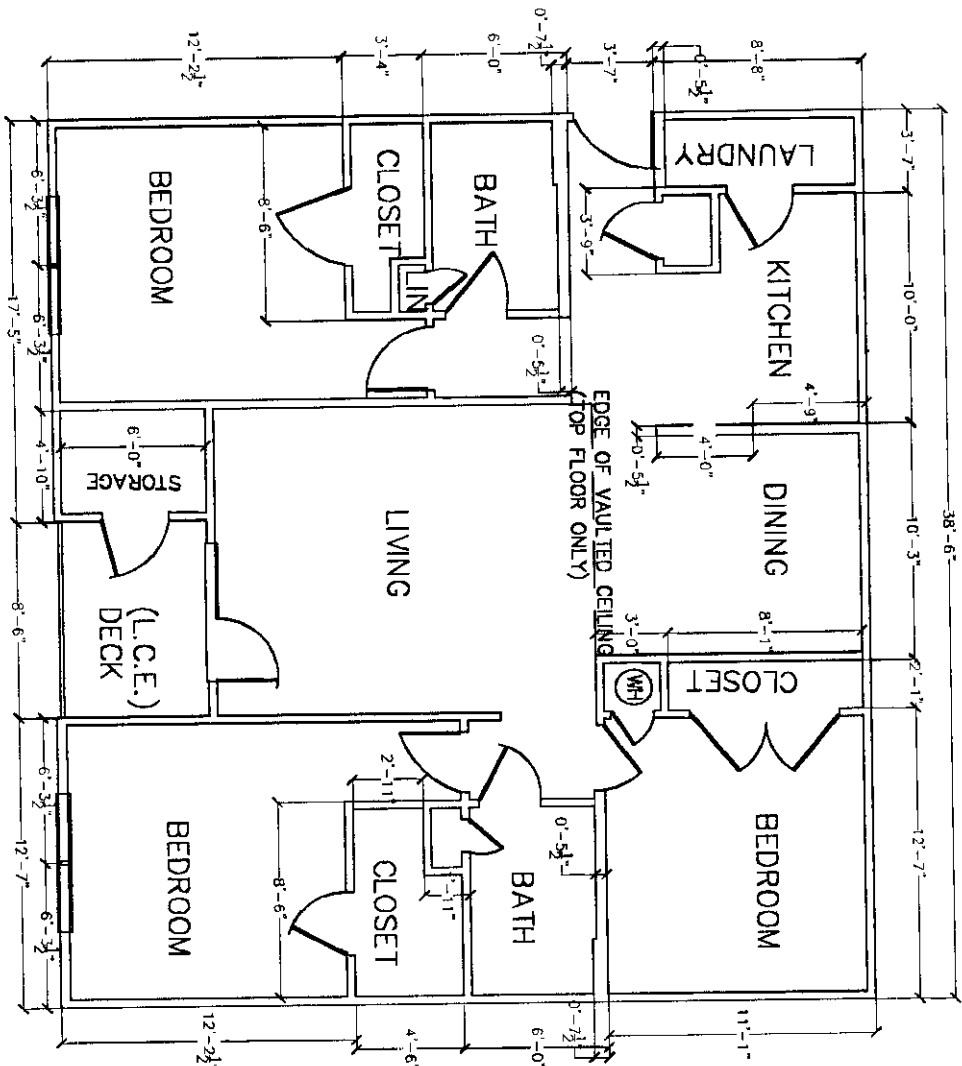 38'-6"
3'-7"
10'-0"
10'-3"
2'-1"
12'-7"
8'-8"
0'-5½"
3'-7"
0'-7½"
6'-0"
3'-4"
12'-2½"
LAUNDRY
KITCHEN
4'-9"
4'-0"
0'-5½"
DINING
8'-1"
3'-0"
CLOSET
WH
BEDROOM
11'-1"
3'-9"
EDGE OF VAULTED CEILING
(TOP FLOOR ONLY)
0'-5½"
0'-5½"
0'-7½"
BATH
BATH
6'-0"
LIN
CLOSET
8'-6"
LIVING
2'-11"
1'-11"
CLOSET
8'-6"
4'-6"
BEDROOM
STORAGE
6'-0"
(L.C.E.)
DECK
BEDROOM
12'-2½"
6'-3½"
6'-3½"
4'-10"
6'-3½"
6'-3½"
17'-5"
8'-6"
12'-7"